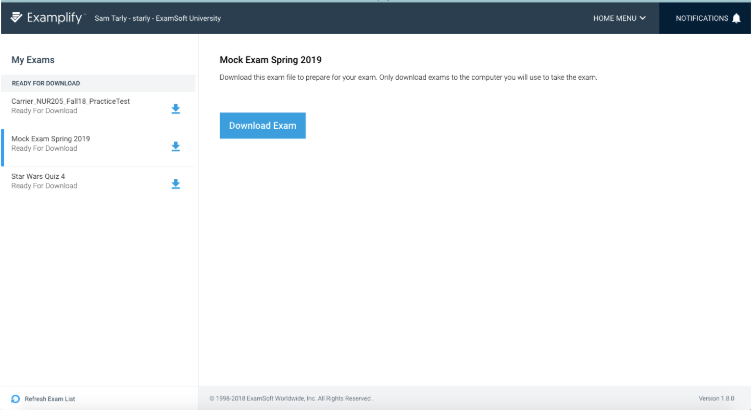 Examplify
Sam Tarly - starly - ExamSoft University
HOME MENU
NOTIFICATIONS
My Exams
READY FOR DOWNLOAD
Carrier_NUR205_Fall18_PracticeTest
Ready For Download
Mock Exam Spring 2019
Ready For Download
Star Wars Quiz 4
Ready For Download
Refresh Exam List
Mock Exam Spring 2019
Download this exam file to prepare for your exam. Only download exams to the computer you will use to take the exam.
Download Exam
© 1998-2018 ExamSoft Worldwide, Inc. All Rights Reserved.
Version 1.8.0